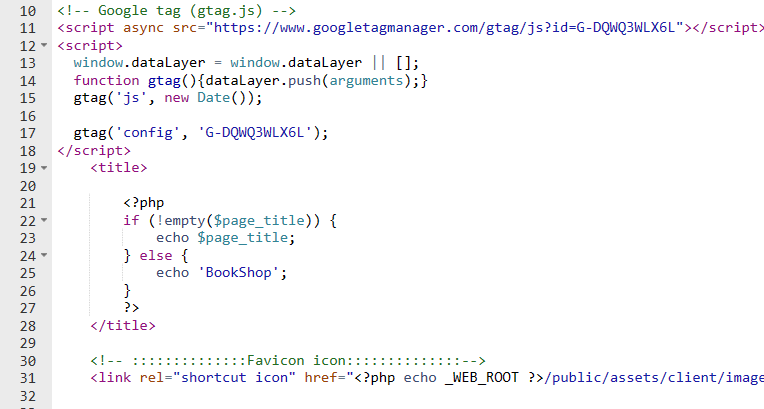 10 <!-- Google tag (gtag.js) -->
11 <script async src="https://www.googletagmanager.com/gtag/js?id=G-DQWQ3WLX6L"></script>
12 <script>
13   window.dataLayer = window.dataLayer || [];
14   function gtag(){dataLayer.push(arguments);}
15   gtag('js', new Date());
16
17   gtag('config', 'G-DQWQ3WLX6L');
18 </script>
19     <title>
20
21         <?php
22         if (!empty($page_title)) {
23             echo $page_title;
24         } else {
25             echo 'BookShop';
26         }
27         ?>
28     </title>
29
30     <!-- ::::::::::::::Favicon icon::::::::::::::-->
31     <link rel="shortcut icon" href="<?php echo _WEB_ROOT ?>/public/assets/client/image
32